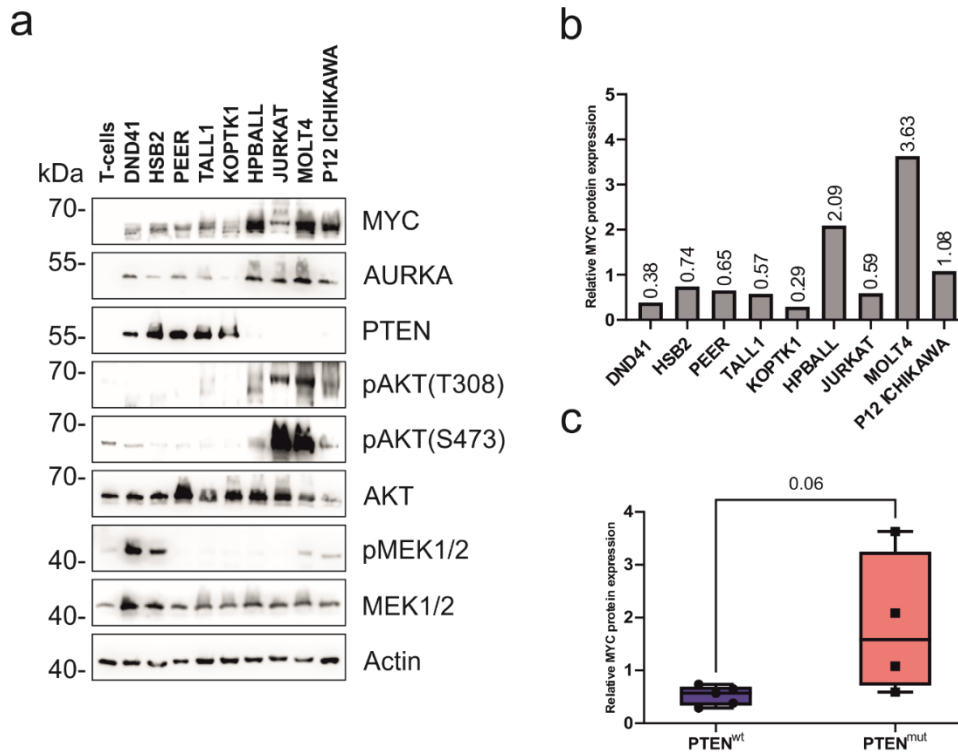 a
kDa
T-cells
DND41
HSB2
PEER
TALL1
KOPTK1
HPBALL
JURKAT
MOLT4
P12 ICHIKAWA
70-
MYC
55-
AURKA
55-
PTEN
70-
pAKT(T308)
70-
pAKT(S473)
70-
AKT
40-
pMEK1/2
40-
MEK1/2
40-
Actin
b
Relative MYC protein expression
5
4
3
2
1
0
0.38
0.74
0.65
0.57
0.29
2.09
0.59
3.63
1.08
DND41
HSB2
PEER
TALL1
KOPTK1
HPBALL
JURKAT
MOLT4
P12 ICHIKAWA
c
0.06
Relative MYC protein expression
4
3
2
1
0
PTENwt
PTENmut